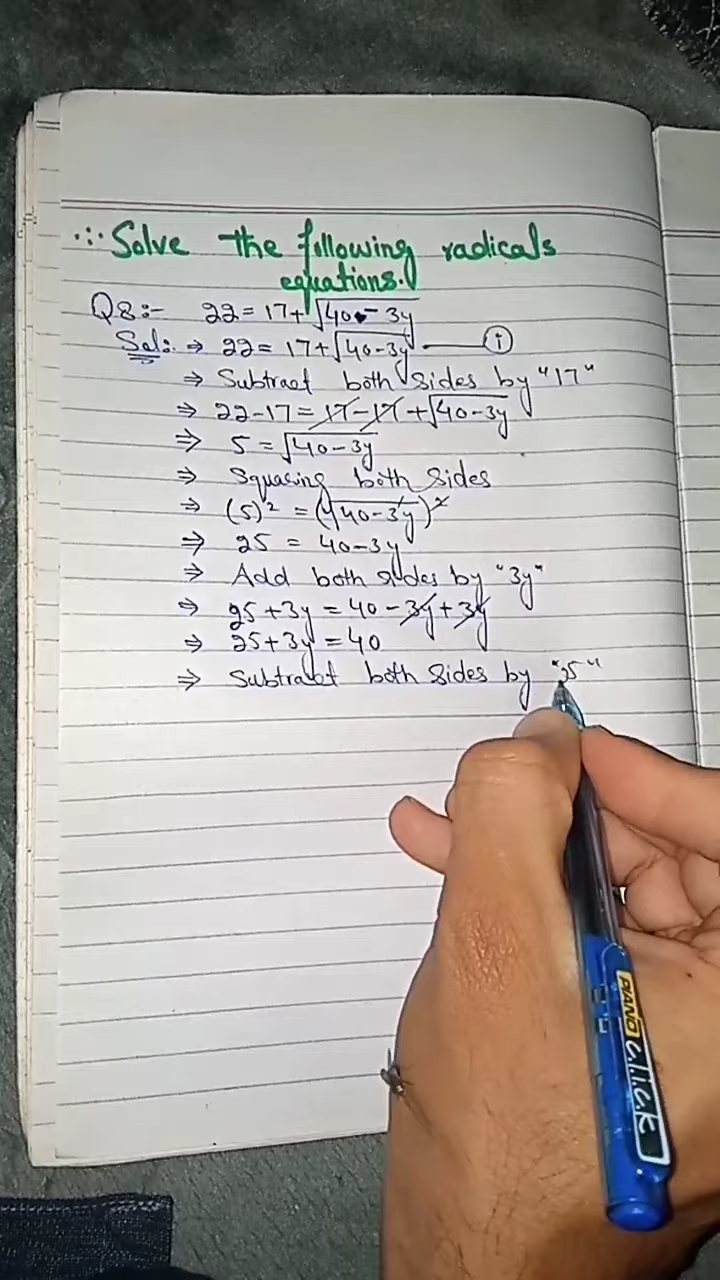 ∴ Solve the following radicals
equations.
Q8:- 22 = 17+√40-3y
Sol: ⇒ 22 = 17+√40-3y —— (i)
⇒ Subtract both sides by "17"
⇒ 22-17 = 17-17+√40-3y
⇒ 5 = √40-3y
⇒ Squaring both sides
⇒ (5)² = (√40-3y)²
⇒ 25 = 40-3y
⇒ Add both sides by "3y"
⇒ 25+3y = 40-3y+3y
⇒ 25+3y = 40
⇒ Subtract both sides by "25"
PIANO click